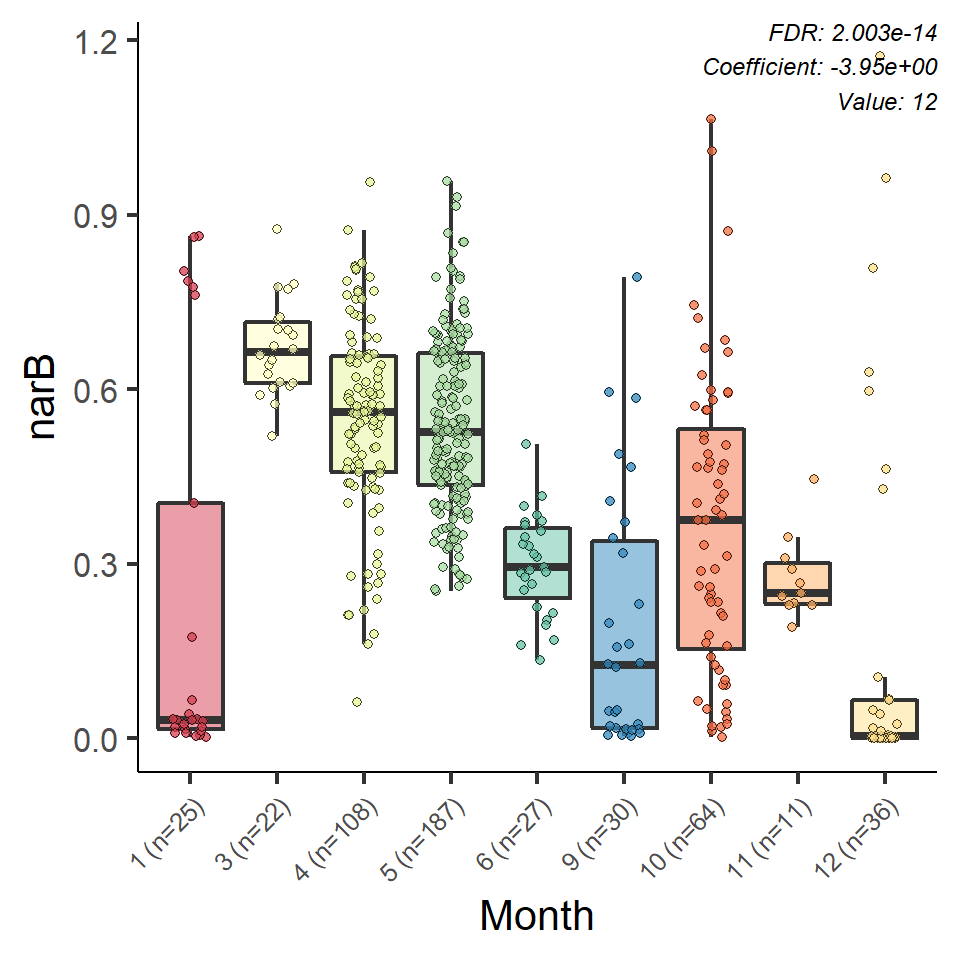 FDR: 2.003e-14
Coefficient: -3.95e+00
Value: 12
1.2
0.9
0.6
0.3
0.0
narB
1 (n=25)
3 (n=22)
4 (n=108)
5 (n=187)
6 (n=27)
9 (n=30)
10 (n=64)
11 (n=11)
12 (n=36)
Month